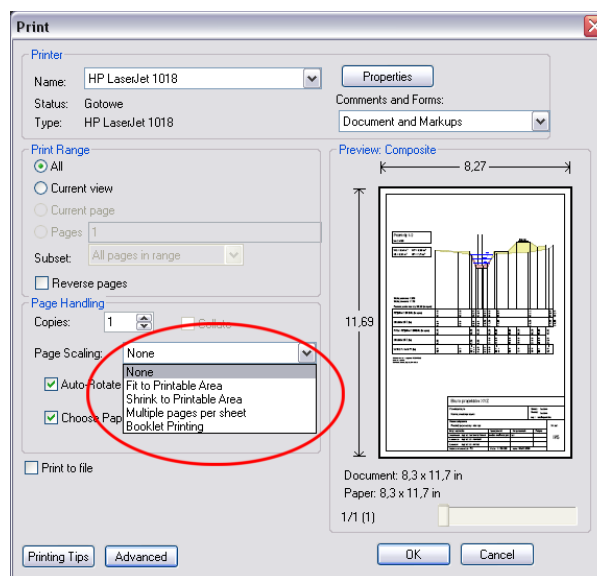 Print
Printer
Name: HP LaserJet 1018
Properties
Status: Gotowe
Comments and Forms:
Type: HP LaserJet 1018
Document and Markups
Print Range
All
Current view
Current page
Pages 1
Subset: All pages in range
Reverse pages
Page Handling
Copies: 1
Collate
Page Scaling: None
None
Fit to Printable Area
Shrink to Printable Area
Multiple pages per sheet
Booklet Printing
Auto-Rotate
Choose Pap
Print to file
Preview: Composite
8,27
11,69
Document: 8,3 x 11,7 in
Paper: 8,3 x 11,7 in
1/1 (1)
Printing Tips
Advanced
OK
Cancel